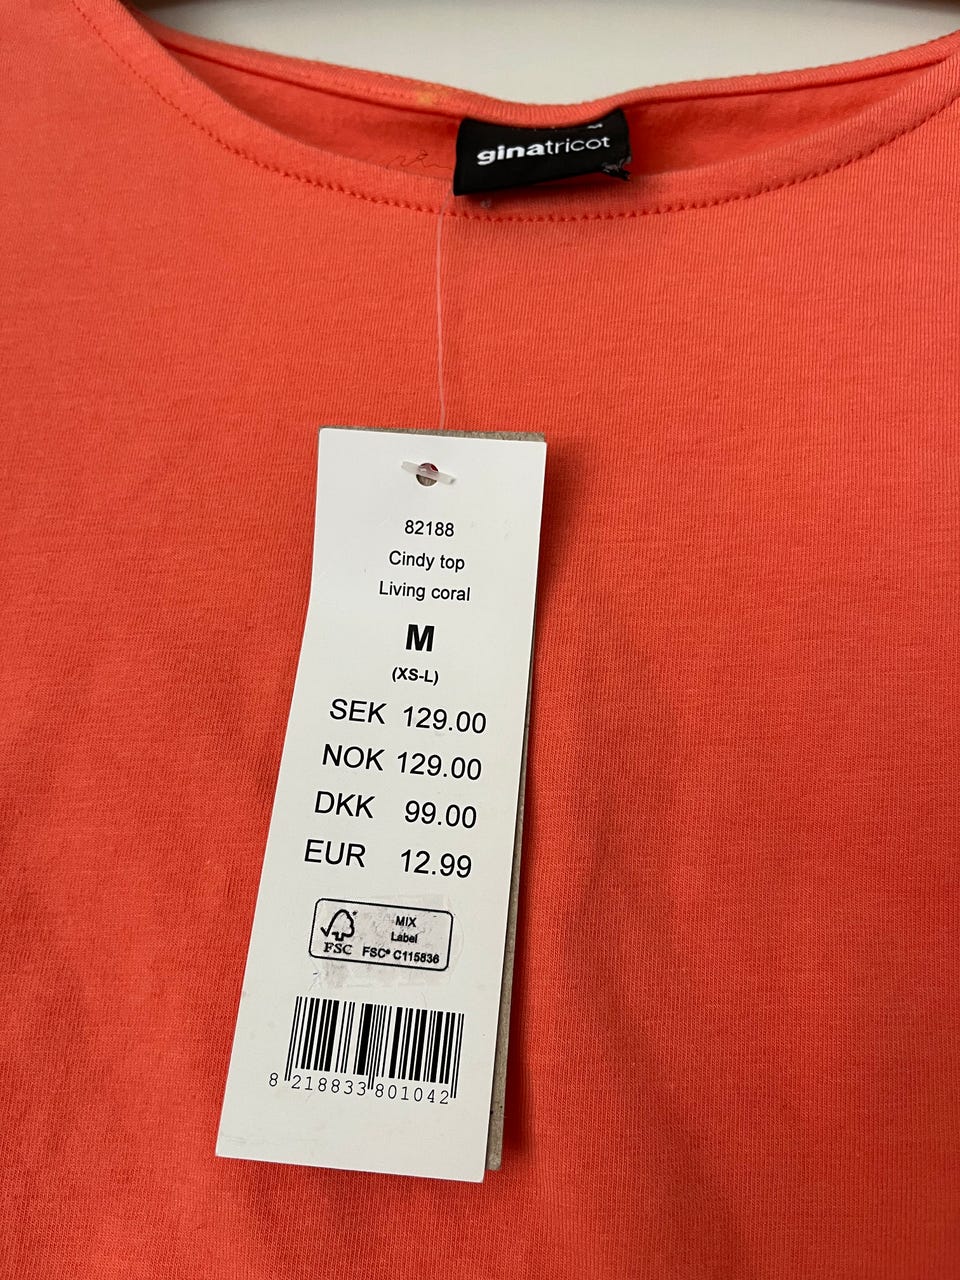 ginatricot
82188
Cindy top
Living coral
M
(XS-L)
SEK 129.00
NOK 129.00
DKK 99.00
EUR 12.99
MIX
Label
FSC FSC® C115836
8 218833 801042